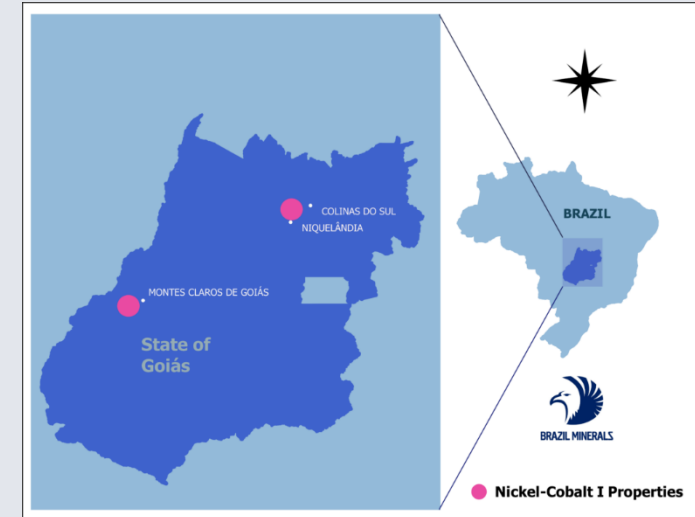 COLINAS DO SUL
NIQUELÂNDIA
MONTES CLAROS DE GOIÁS
State of
Goiás
BRAZIL
BRAZIL MINERALS
Nickel-Cobalt I Properties